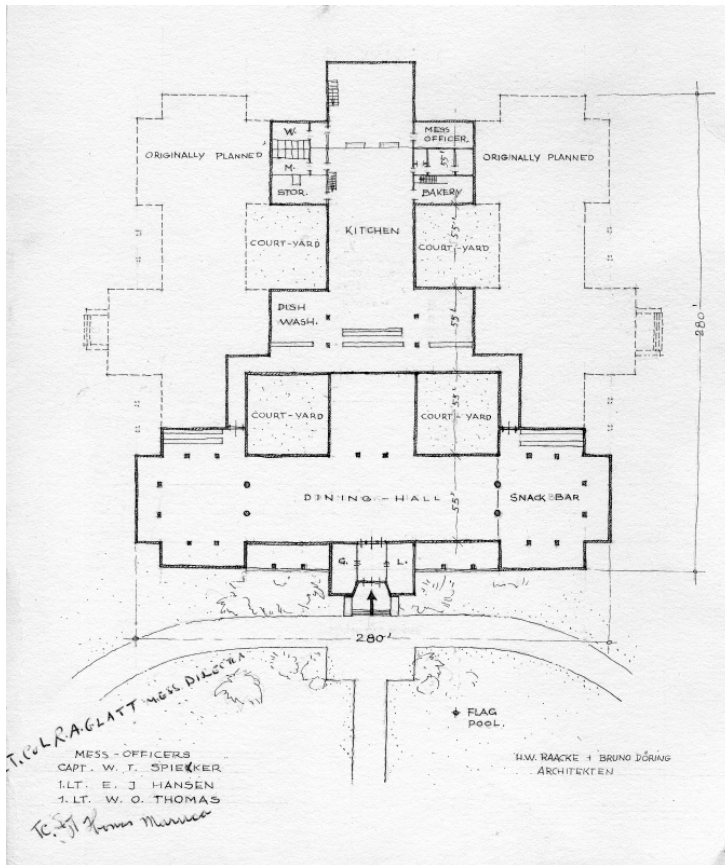 W.
MESS
OFFICER.
ORIGINALLY PLANNED
55'
ORIGINALLY PLANNED
M.
STOR.
BAKERY
COURT-YARD
KITCHEN
COURT-YARD
55'
DISH
WASH.
55'
280'
COURT-YARD
COURT-YARD
55'
DINING-HALL
SNACK BAR
55'
G.
L.
280'
LT. Col R.A. GLATT MESS DIRECTOR
FLAG
POOL.
MESS-OFFICERS
CAPT. W. T. SPIEKER
1.LT. E. J HANSEN
1. LT. W. O. THOMAS
H.W. RAACKE + BRUNO DÖRING
ARCHITEKTEN
Thomas